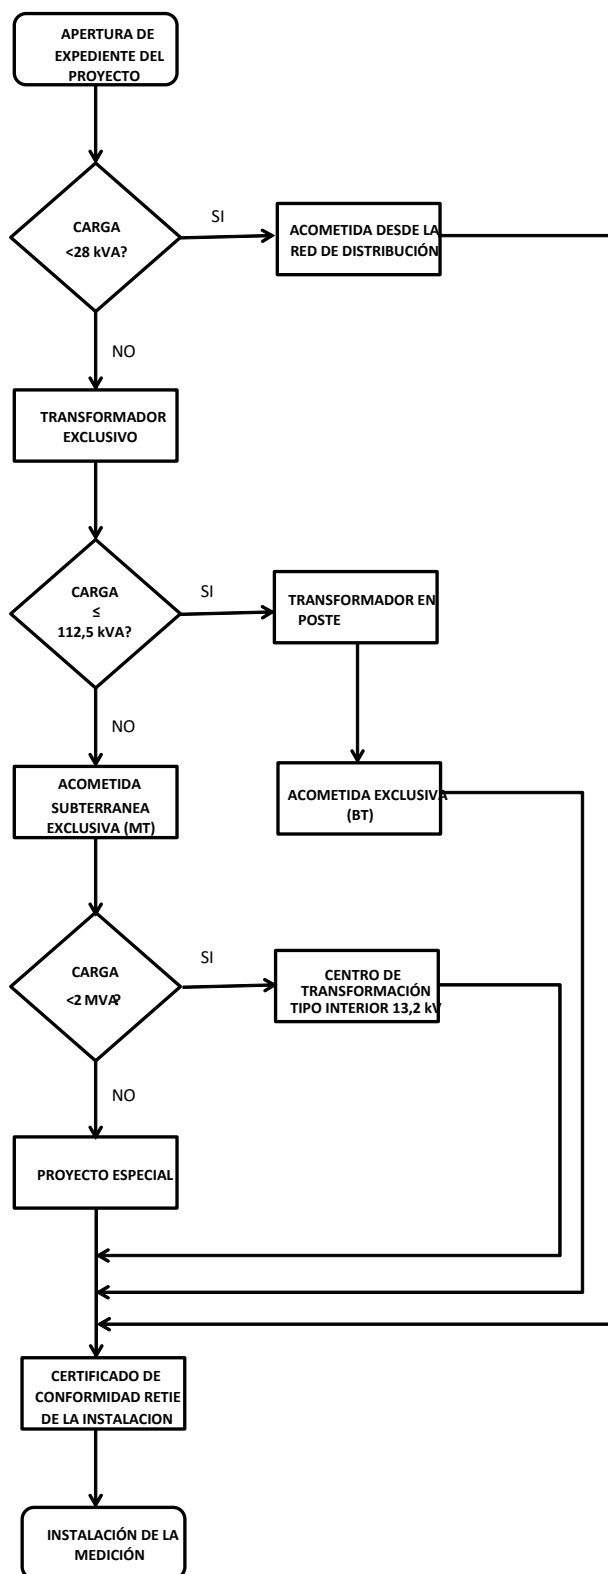 APERTURA DE
EXPEDIENTE DEL
PROYECTO
CARGA
<28 kVA?
SI
ACOMETIDA DESDE LA
RED DE DISTRIBUCIÓN
NO
TRANSFORMADOR
EXCLUSIVO
CARGA
≤
112,5 kVA?
SI
TRANSFORMADOR EN
POSTE
NO
ACOMETIDA
SUBTERRANEA
EXCLUSIVA (MT)
ACOMETIDA EXCLUSIVA
(BT)
CARGA
<2 MVA?
SI
CENTRO DE
TRANSFORMACIÓN
TIPO INTERIOR 13,2 kV
NO
PROYECTO ESPECIAL
CERTIFICADO DE
CONFORMIDAD RETIE
DE LA INSTALACION
INSTALACIÓN DE LA
MEDICIÓN